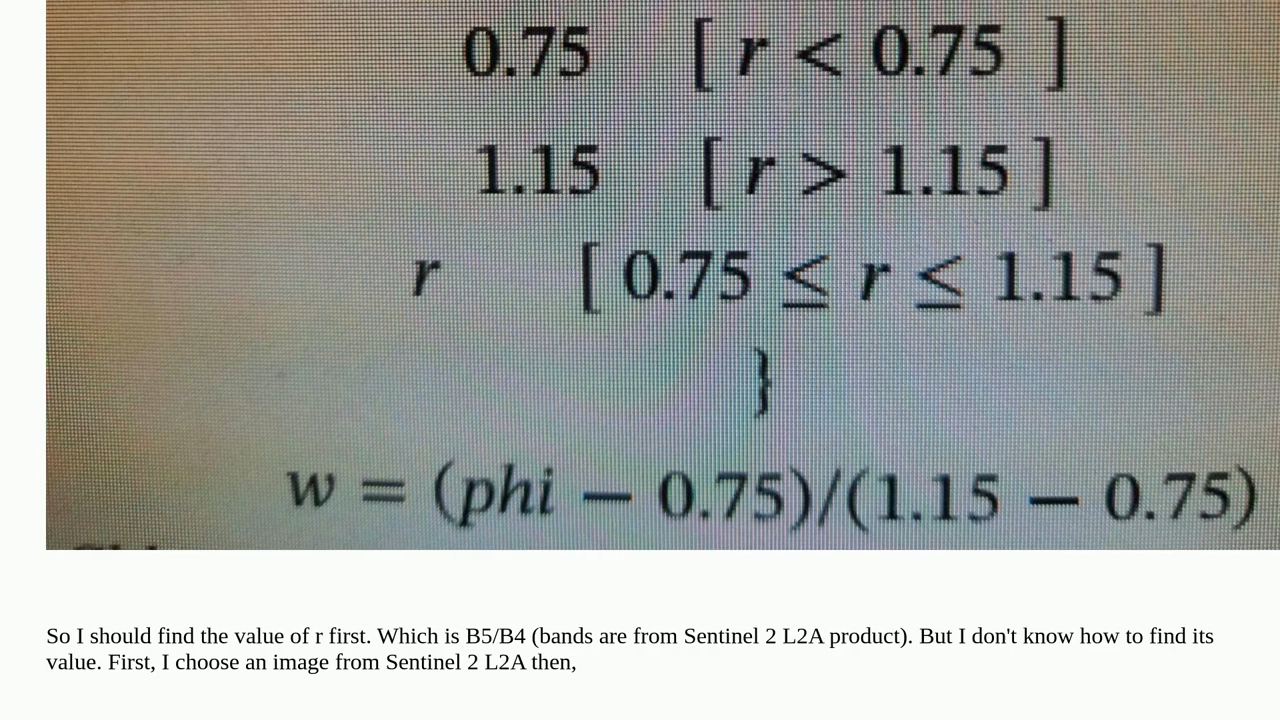 0.75 [ r < 0.75 ]
1.15 [ r > 1.15 ]
r [ 0.75 ≤ r ≤ 1.15 ]
}
w = (phi − 0.75)/(1.15 − 0.75)
So I should find the value of r first. Which is B5/B4 (bands are from Sentinel 2 L2A product). But I don't know how to find its
value. First, I choose an image from Sentinel 2 L2A then,